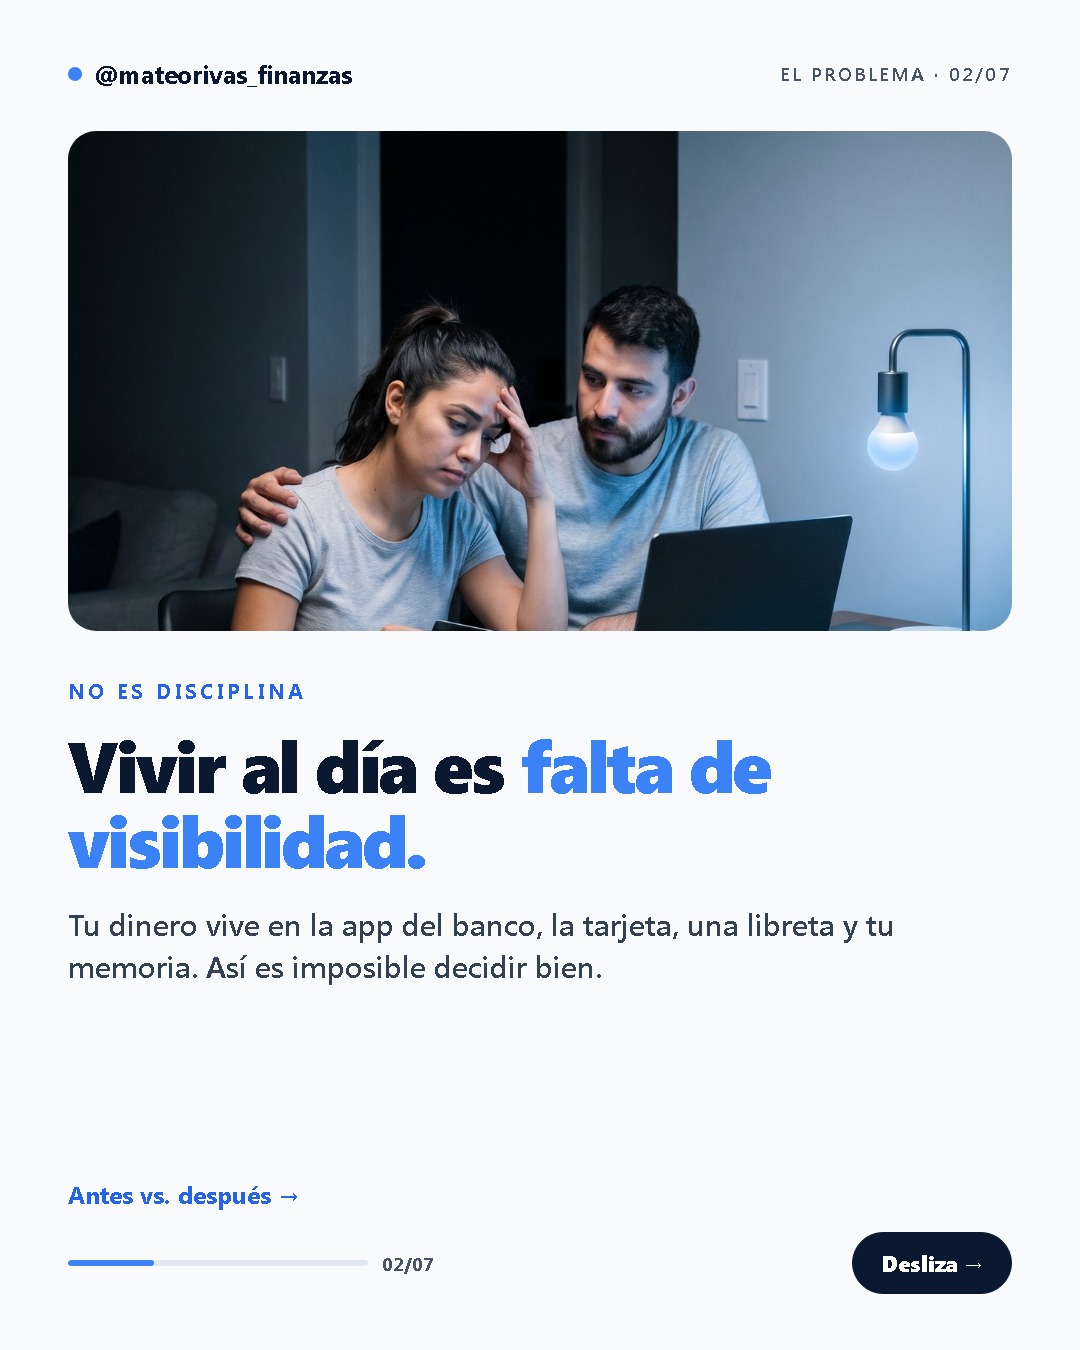 @mateorivas_finanzas
EL PROBLEMA · 02/07
NO ES DISCIPLINA
Vivir al día es falta de
visibilidad.
Tu dinero vive en la app del banco, la tarjeta, una libreta y tu
memoria. Así es imposible decidir bien.
Antes vs. después →
02/07
Desliza →